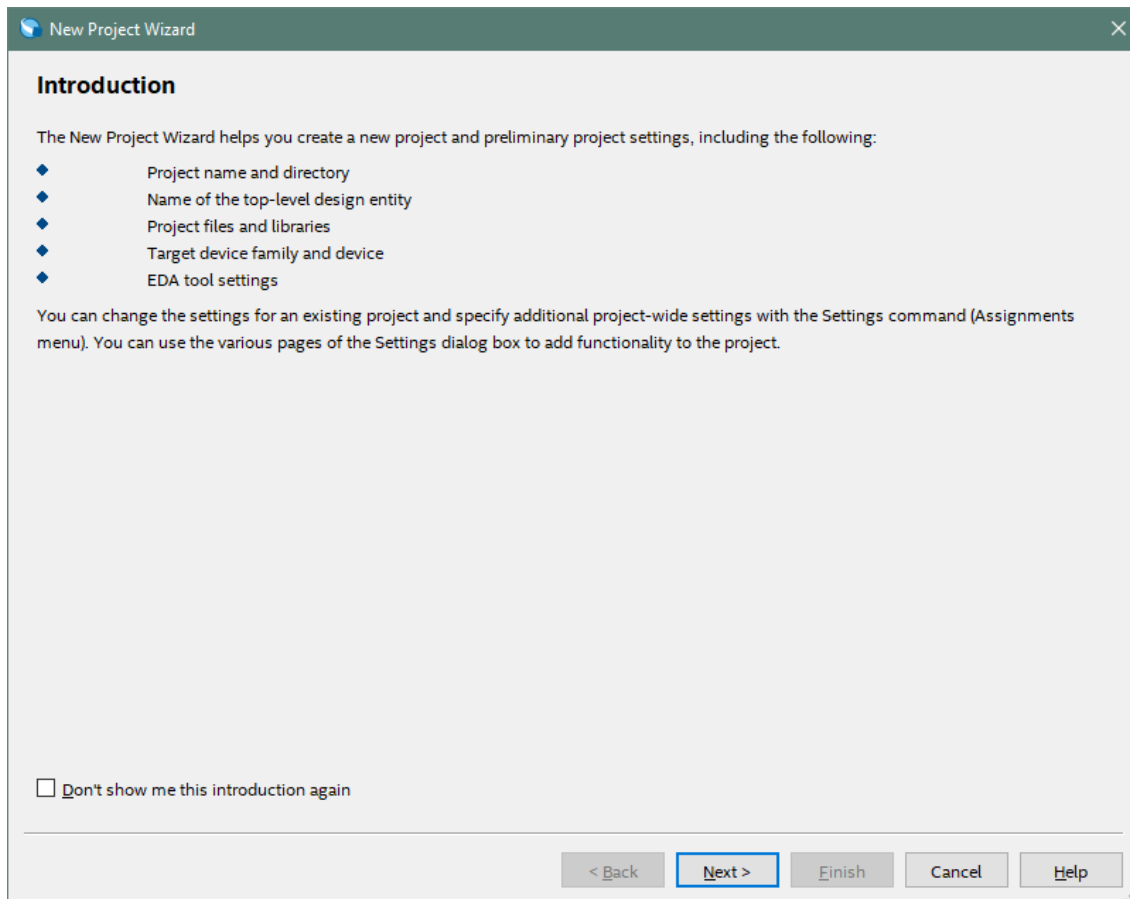 New Project Wizard
Introduction
The New Project Wizard helps you create a new project and preliminary project settings, including the following:
Project name and directory
Name of the top-level design entity
Project files and libraries
Target device family and device
EDA tool settings
You can change the settings for an existing project and specify additional project-wide settings with the Settings command (Assignments
menu). You can use the various pages of the Settings dialog box to add functionality to the project.
Don't show me this introduction again
< Back Next > Finish Cancel Help